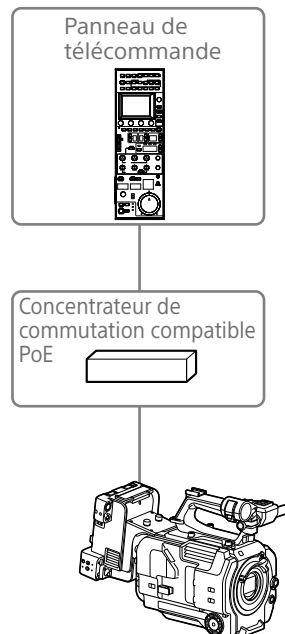 Panneau de
télécommande
Concentrateur de
commutation compatible
PoE